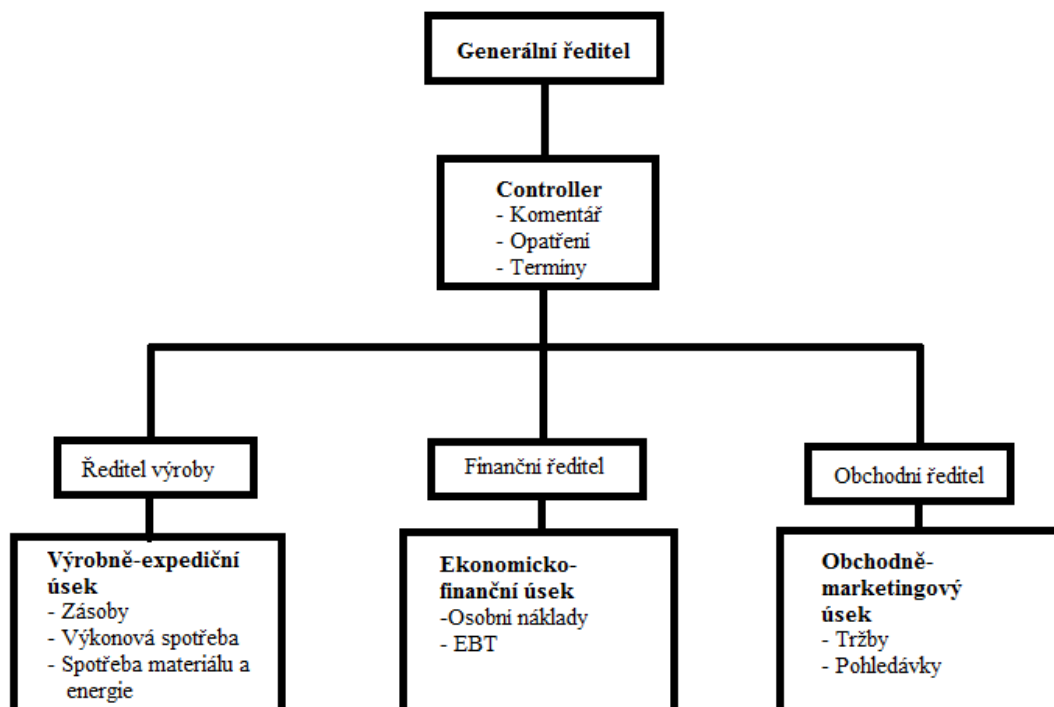 Generální ředitel
Controller
- Komentář
- Opatření
- Termíny
Ředitel výroby
Finanční ředitel
Obchodní ředitel
Výrobně-expediční
úsek
- Zásoby
- Výkonová spotřeba
- Spotřeba materiálu a
energie
Ekonomicko-
finanční úsek
-Osobní náklady
- EBT
Obchodně-
marketingový
úsek
- Tržby
- Pohledávky